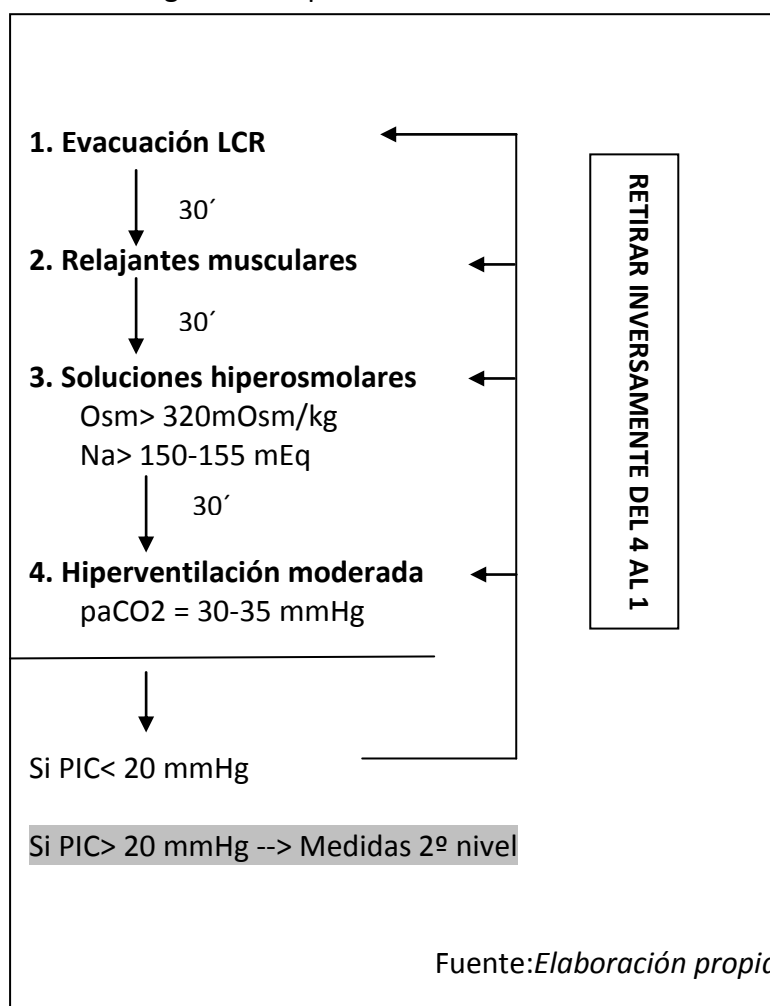 1. Evacuación LCR
30´
2. Relajantes musculares
30´
3. Soluciones hiperosmolares
Osm> 320mOsm/kg
Na> 150-155 mEq
30´
4. Hiperventilación moderada
paCO2 = 30-35 mmHg
Si PIC< 20 mmHg
Si PIC> 20 mmHg --> Medidas 2º nivel
RETIRAR INVERSAMENTE DEL 4 AL 1
Fuente:Elaboración propia